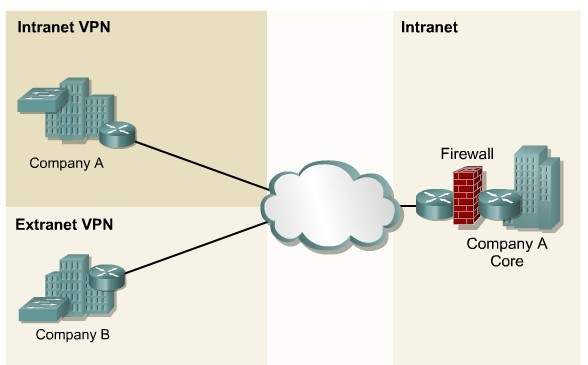 Intranet VPN
Company A
Extranet VPN
Company B
Intranet
Firewall
Company A
Core